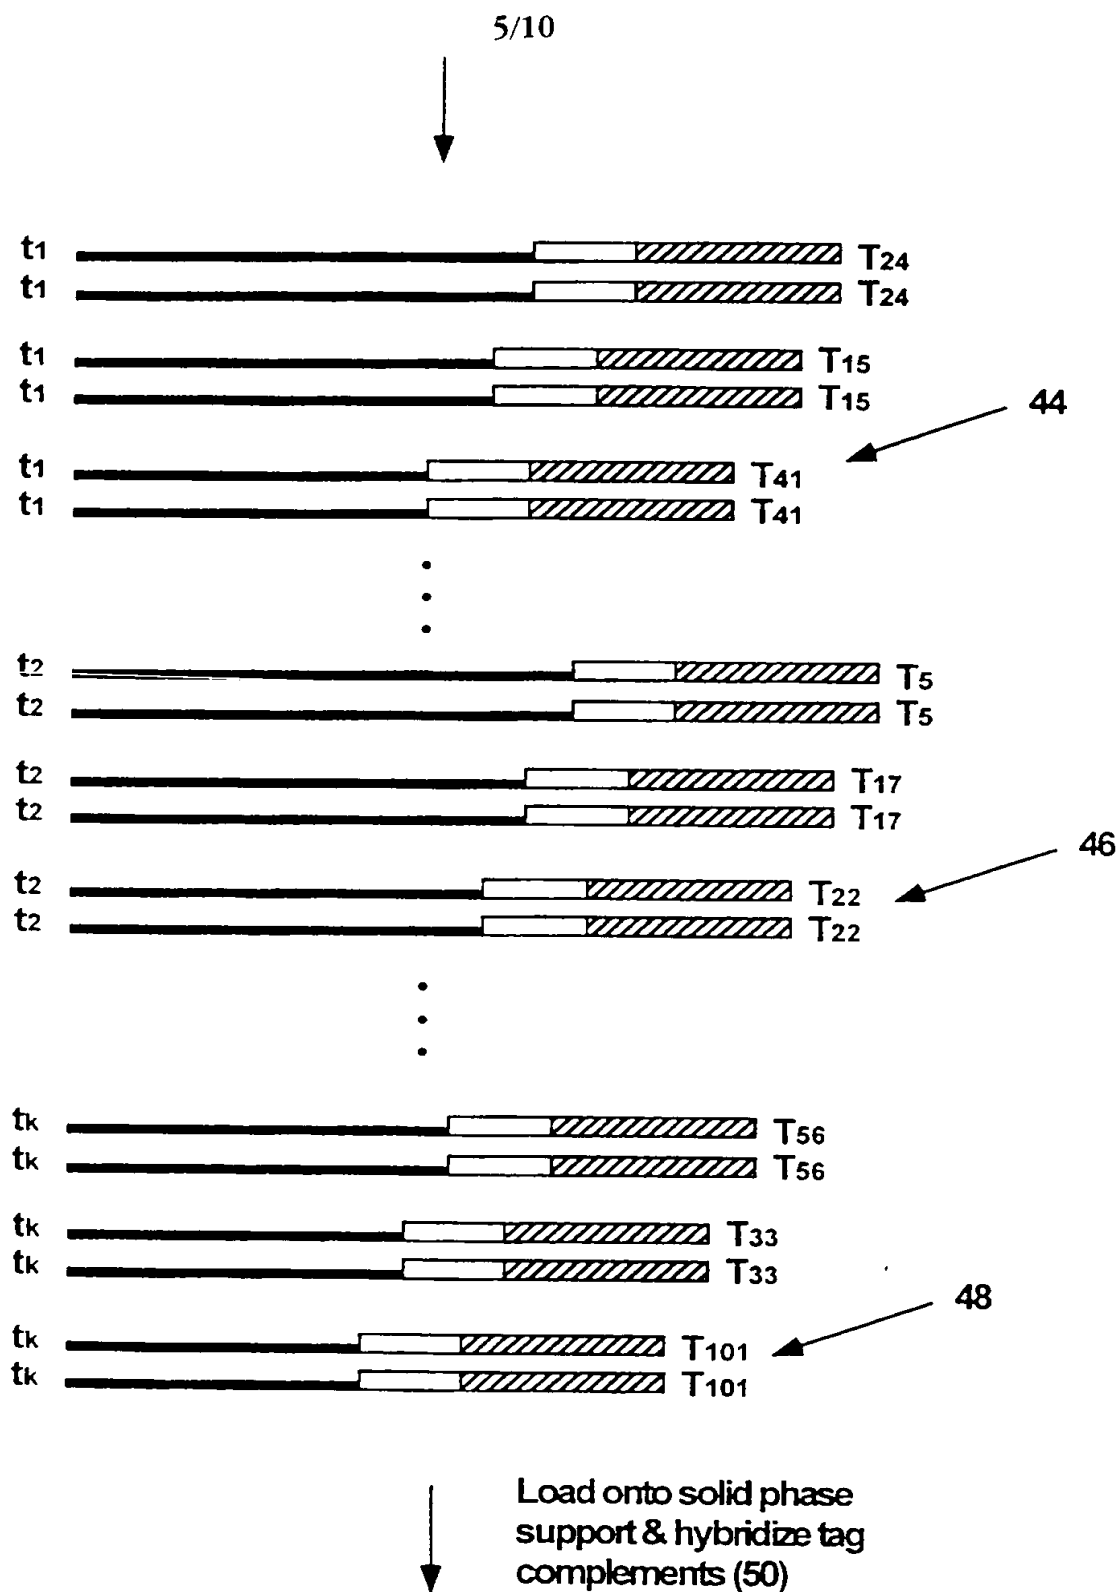 5/10
t1 T24
t1 T24
t1 T15
t1 T15
44
t1 T41
t1 T41
t2 T5
t2 T5
t2 T17
t2 T17
46
t2 T22
t2 T22
tk T56
tk T56
tk T33
tk T33
48
tk T101
tk T101
Load onto solid phase
support & hybridize tag
complements (50)